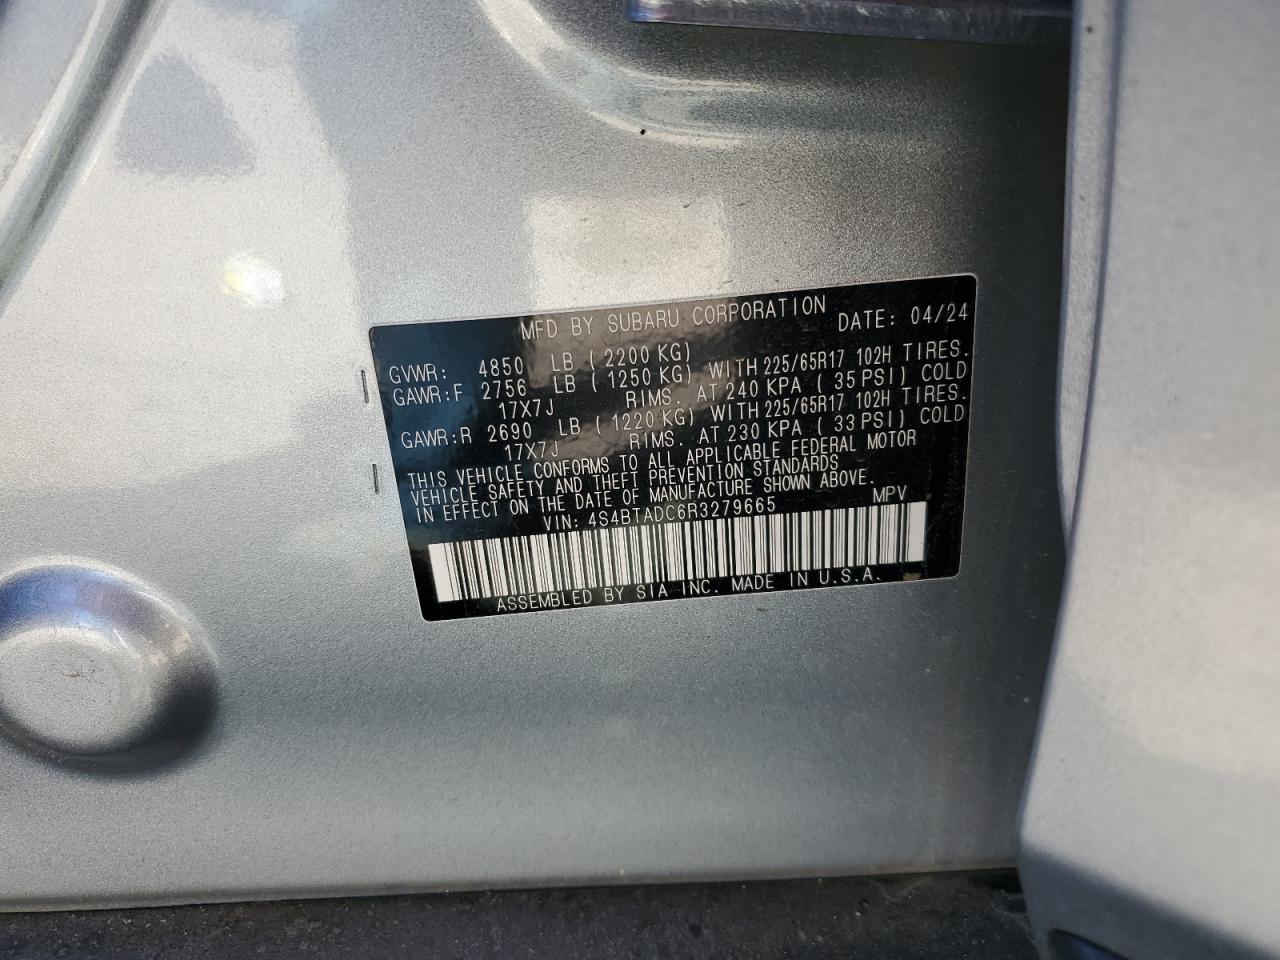 MFD BY SUBARU CORPORATION DATE: 04/24
GVWR: 4850 LB ( 2200 KG)
GAWR:F 2756 LB ( 1250 KG) WITH 225/65R17 102H TIRES.
17X7J RIMS. AT 240 KPA ( 35 PSI) COLD
GAWR:R 2690 LB ( 1220 KG) WITH 225/65R17 102H TIRES.
17X7J RIMS. AT 230 KPA ( 33 PSI) COLD
THIS VEHICLE CONFORMS TO ALL APPLICABLE FEDERAL MOTOR
VEHICLE SAFETY AND THEFT PREVENTION STANDARDS
IN EFFECT ON THE DATE OF MANUFACTURE SHOWN ABOVE.
VIN: 4S4BTADC6R3279665 MPV
ASSEMBLED BY SIA INC. MADE IN U.S.A.